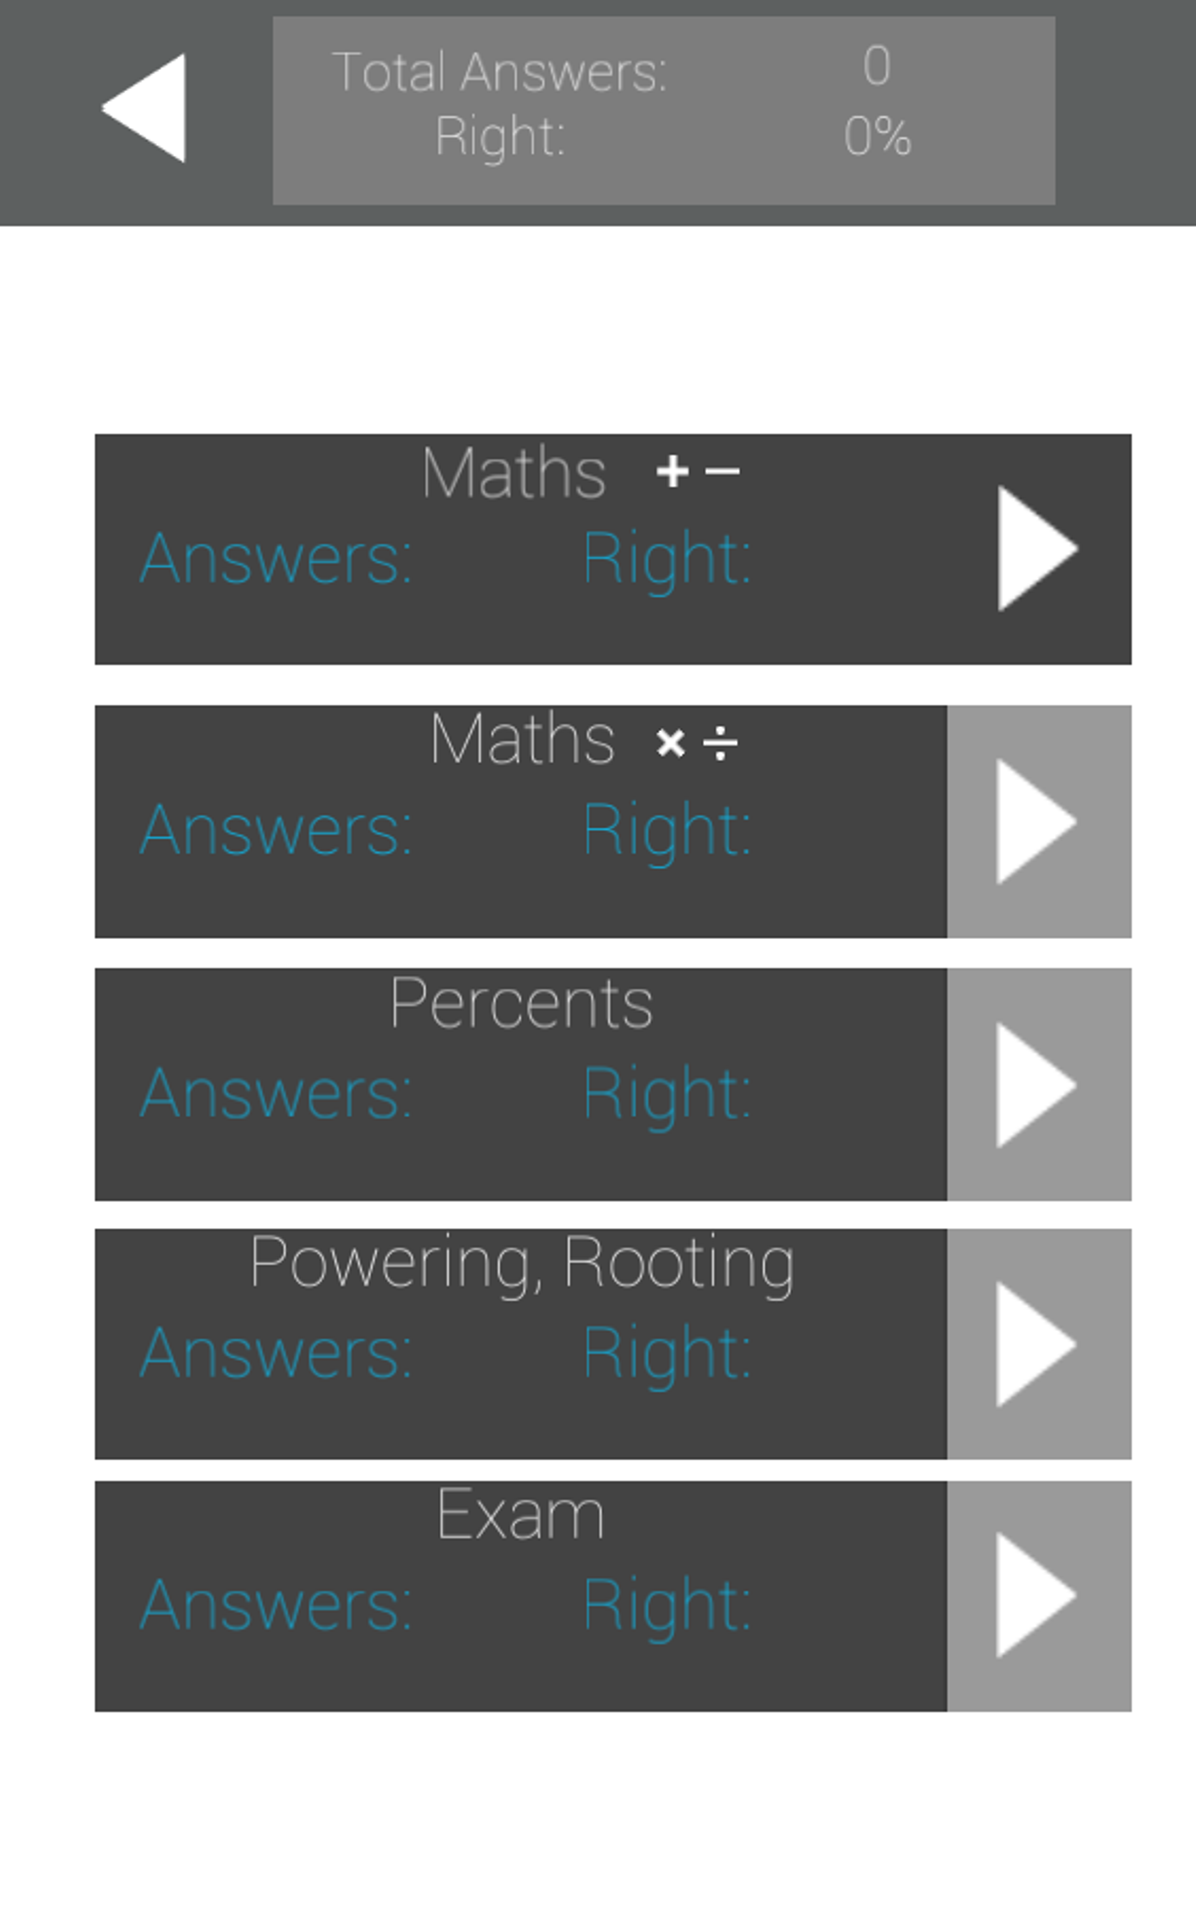 Total Answers: 0
Right: 0%
Maths + −
Answers: Right:
Maths × ÷
Answers: Right:
Percents
Answers: Right:
Powering, Rooting
Answers: Right:
Exam
Answers: Right: